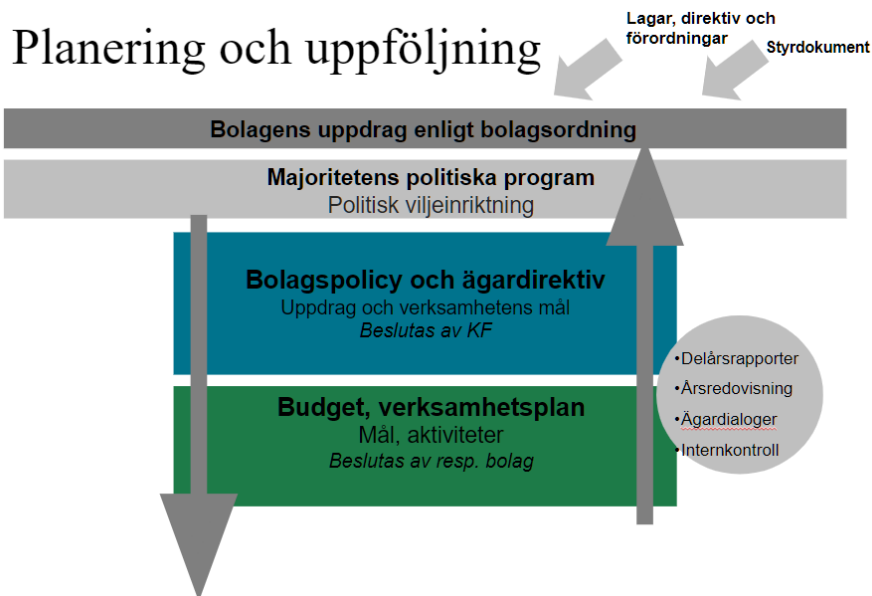 Planering och uppföljning
Lagar, direktiv och
förordningar
Styrdokument
Bolagens uppdrag enligt bolagsordning
Majoritetens politiska program
Politisk viljeinriktning
Bolagspolicy och ägardirektiv
Uppdrag och verksamhetens mål
Beslutas av KF
Budget, verksamhetsplan
Mål, aktiviteter
Beslutas av resp. bolag
•Delårsrapporter
•Årsredovisning
•Ägardialoger
•Internkontroll